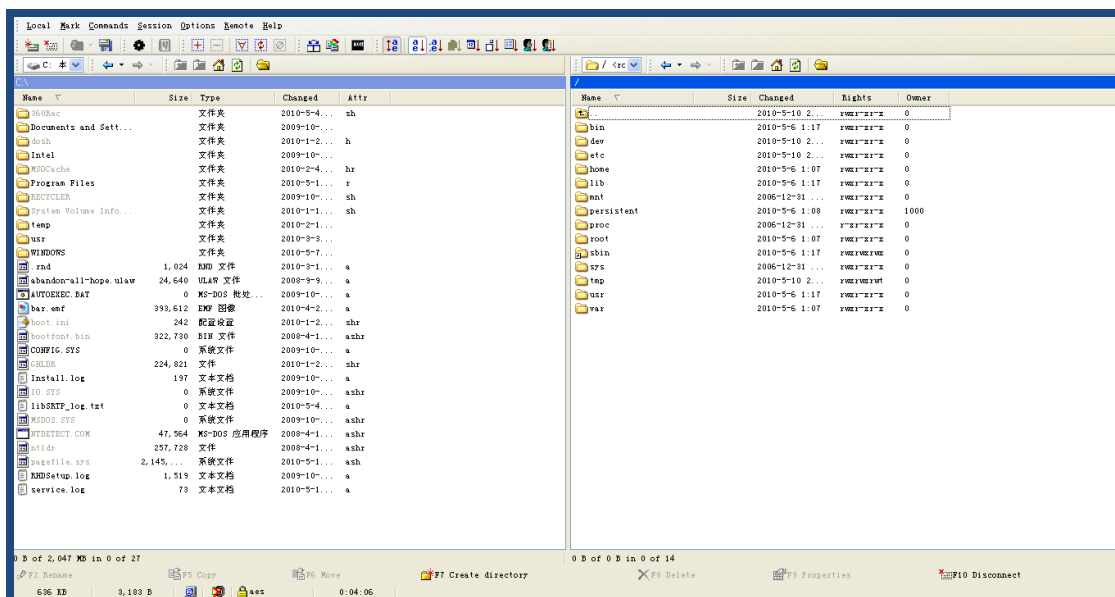 Local Mark Commands Session Options Remote Help
C: 本
/ <rc
C:\
/
Name Size Type Changed Attr
360Rec 文件夹 2010-5-4... sh
Documents and Sett... 文件夹 2009-10-...
dosh 文件夹 2010-1-2... h
Intel 文件夹 2009-10-...
MSOCache 文件夹 2010-2-4... hr
Program Files 文件夹 2010-5-1... r
RECYCLER 文件夹 2009-10-... sh
System Volume Info... 文件夹 2010-1-1... sh
temp 文件夹 2010-2-1...
usr 文件夹 2010-3-3...
WINDOWS 文件夹 2010-5-7...
.rnd 1,024 RND 文件 2010-3-1... a
abandon-all-hope.ulaw 24,640 ULAW 文件 2008-9-9... a
AUTOEXEC.BAT 0 MS-DOS 批处... 2009-10-... a
bar.emf 393,612 EMF 图像 2010-4-2... a
boot.ini 242 配置设置 2010-1-2... shr
bootfont.bin 322,730 BIN 文件 2008-4-1... ashr
CONFIG.SYS 0 系统文件 2009-10-... a
GHLDR 224,821 文件 2010-1-2... shr
Install.log 197 文本文档 2009-10-... a
IO.SYS 0 系统文件 2009-10-... ashr
libSRTP_log.txt 0 文本文档 2010-5-4... a
MSDOS.SYS 0 系统文件 2009-10-... ashr
NTDETECT.COM 47,564 MS-DOS 应用程序 2008-4-1... ashr
ntldr 257,728 文件 2008-4-1... ashr
pagefile.sys 2,145,... 系统文件 2010-5-1... ash
RHDSetup.log 1,519 文本文档 2009-10-... a
service.log 73 文本文档 2010-5-1... a
Name Size Changed Rights Owner
.. 2010-5-10 2... rwxr-xr-x 0
bin 2010-5-6 1:17 rwxr-xr-x 0
dev 2010-5-10 2... rwxr-xr-x 0
etc 2010-5-10 2... rwxr-xr-x 0
home 2010-5-6 1:07 rwxr-xr-x 0
lib 2010-5-6 1:17 rwxr-xr-x 0
mnt 2006-12-31 ... rwxr-xr-x 0
persistent 2010-5-6 1:08 rwxr-xr-x 1000
proc 2006-12-31 ... r-xr-xr-x 0
root 2010-5-6 1:07 rwxr-xr-x 0
sbin 2010-5-6 1:17 rwxrwxrwx 0
sys 2006-12-31 ... rwxr-xr-x 0
tmp 2010-5-10 2... rwxrwxrwt 0
usr 2010-5-6 1:17 rwxr-xr-x 0
var 2010-5-6 1:07 rwxr-xr-x 0
0 B of 2,047 MB in 0 of 27
0 B of 0 B in 0 of 14
F2 Rename F5 Copy F6 Move F7 Create directory F8 Delete F9 Properties F10 Disconnect
636 KB 3,183 B aes 0:04:06